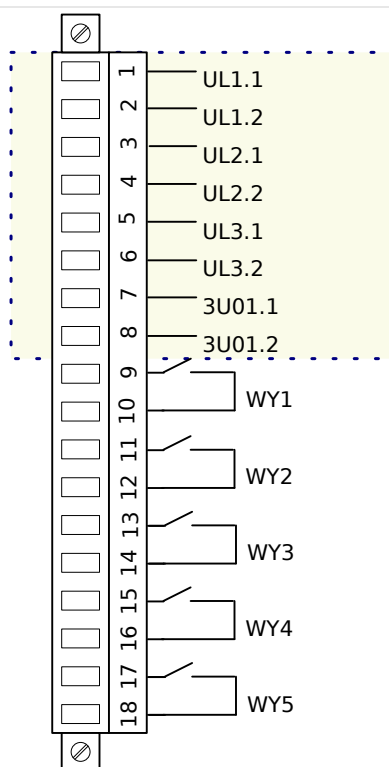 1 UL1.1
2 UL1.2
3 UL2.1
4 UL2.2
5 UL3.1
6 UL3.2
7 3U01.1
8 3U01.2
9
10 WY1
11
12 WY2
13
14 WY3
15
16 WY4
17
18 WY5